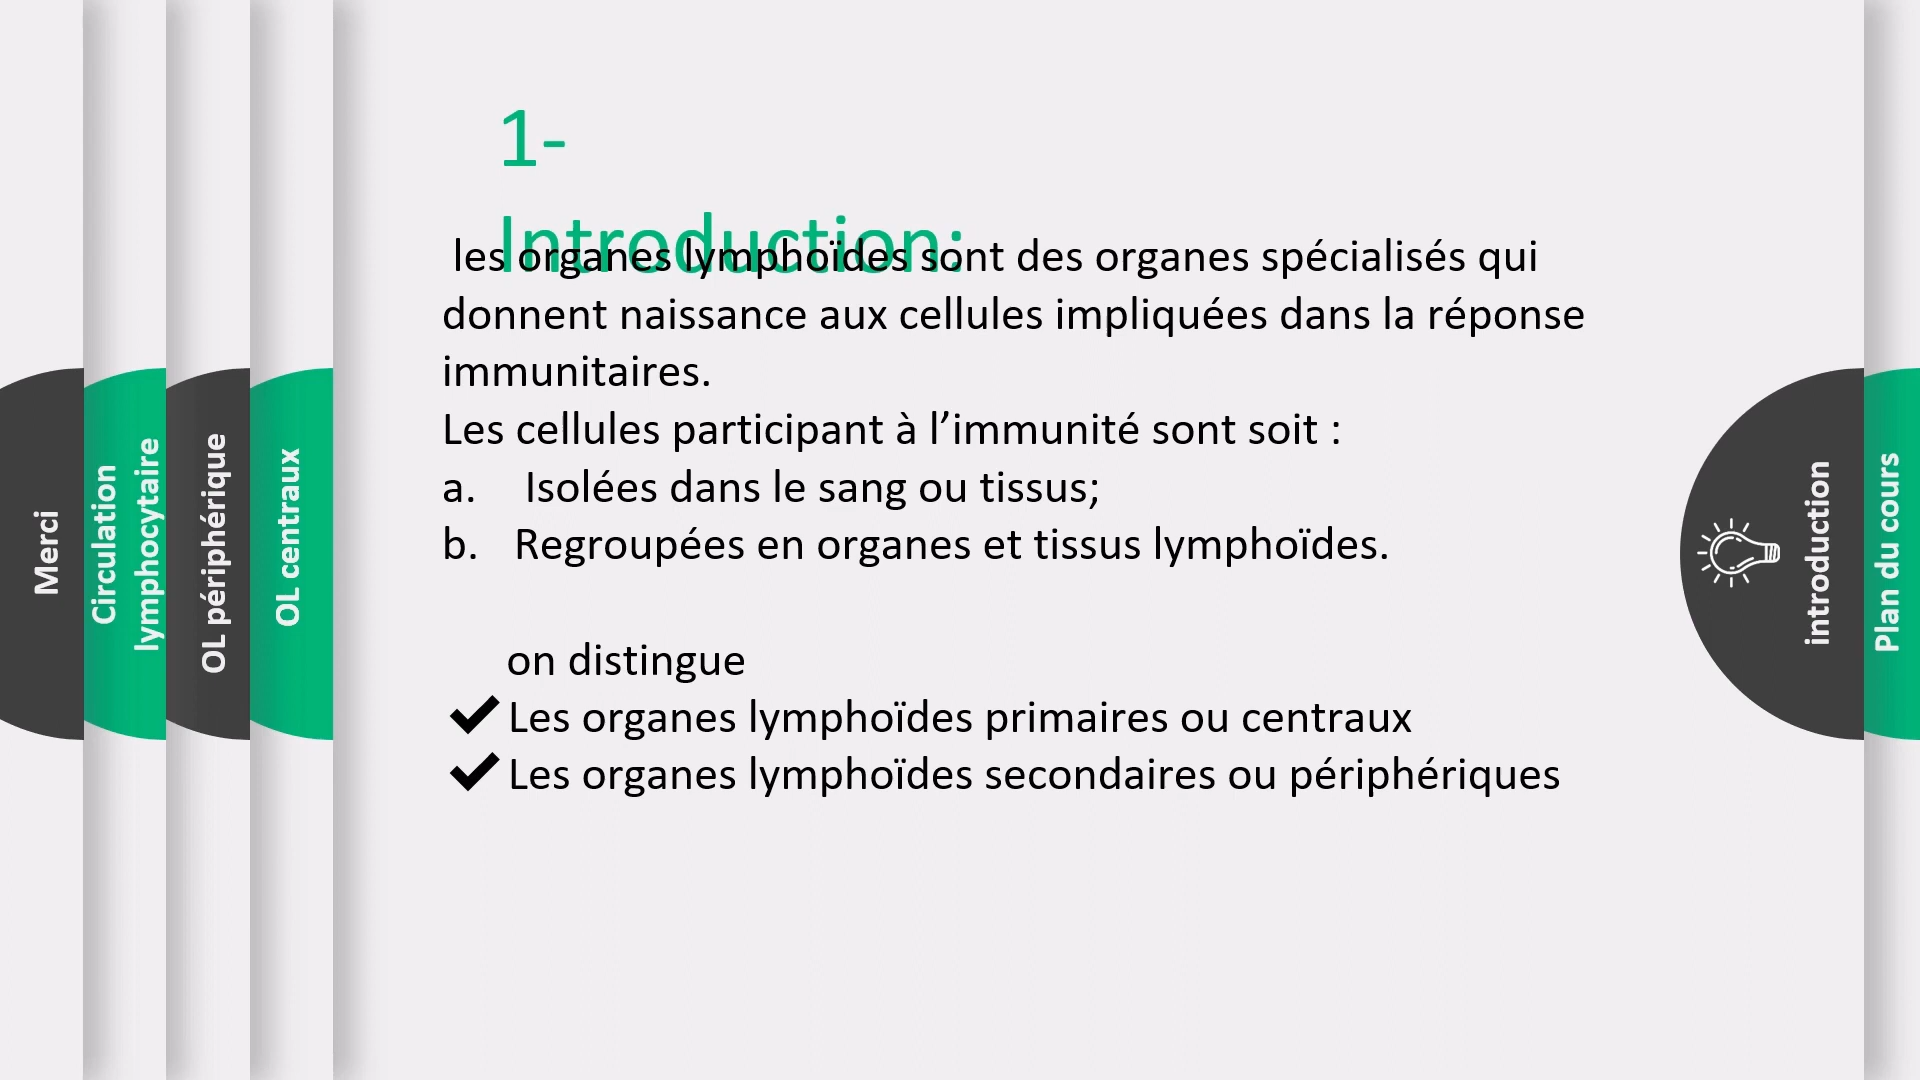 Merci
Circulation
lymphocytaire
OL périphérique
OL centraux
1-
Introduction:
les organes lymphoïdes sont des organes spécialisés qui
donnent naissance aux cellules impliquées dans la réponse
immunitaires.
Les cellules participant à l’immunité sont soit :
a. Isolées dans le sang ou tissus;
b. Regroupées en organes et tissus lymphoïdes.
on distingue
✔Les organes lymphoïdes primaires ou centraux
✔Les organes lymphoïdes secondaires ou périphériques
introduction
Plan du cours